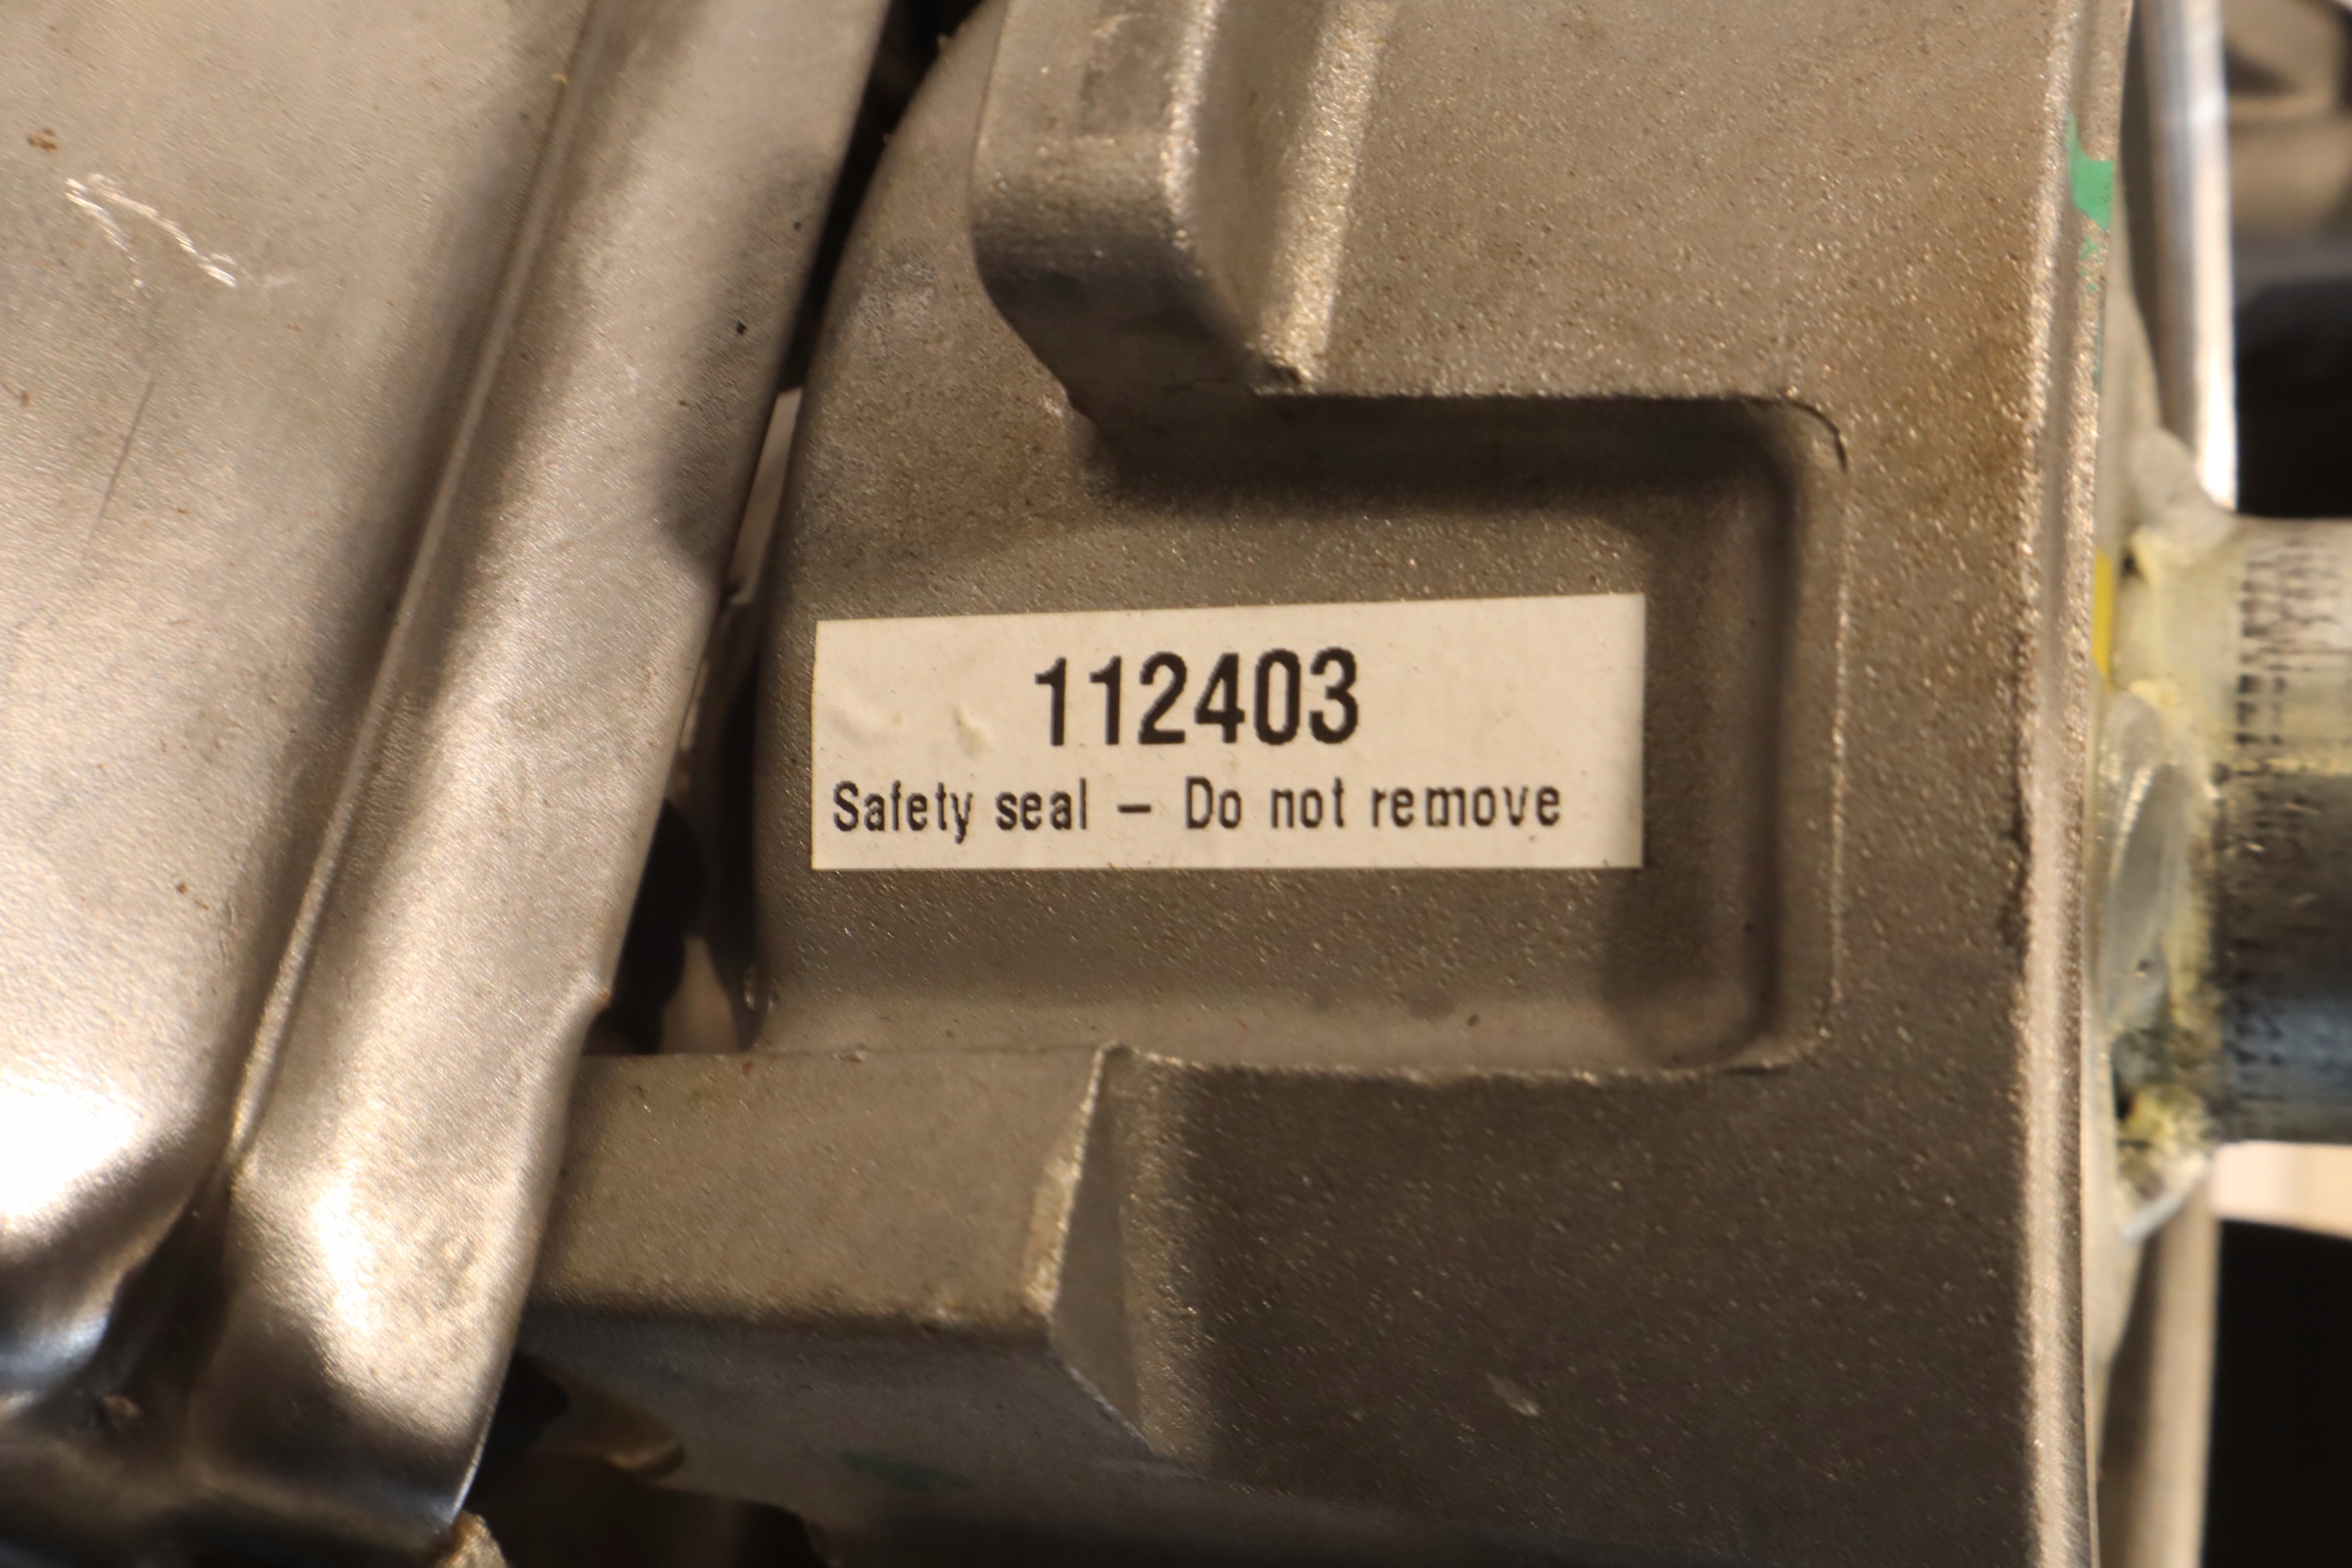 112403
Safety seal – Do not remove